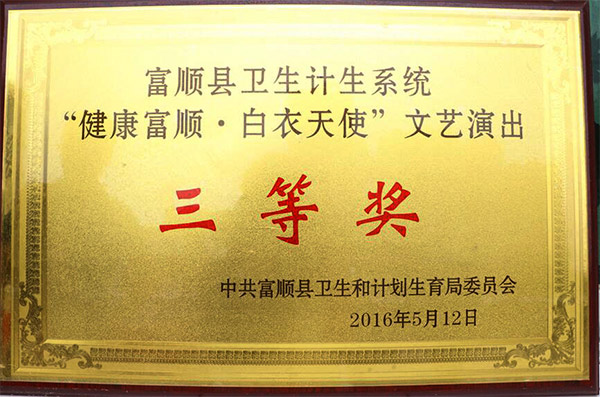 富顺县卫生计生系统
“健康富顺·白衣天使”文艺演出
三等奖
中共富顺县卫生和计划生育局委员会
2016年5月12日